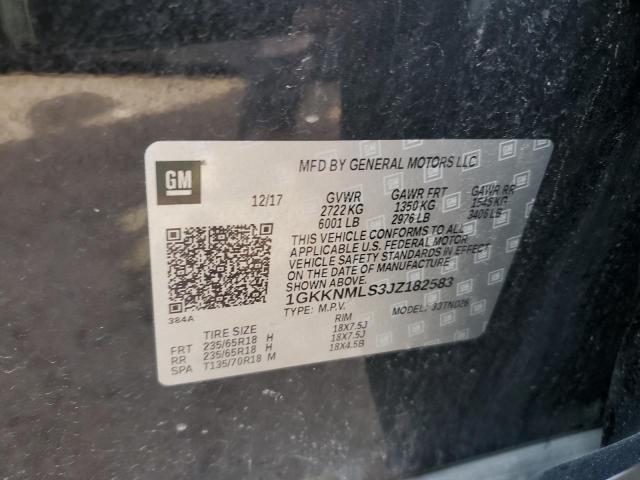 GM
MFD BY GENERAL MOTORS LLC
12/17 GVWR GAWR FRT GAWR RR
2722 KG 1350 KG 1545 KG
6001 LB 2976 LB 3406 LB
THIS VEHICLE CONFORMS TO ALL
APPLICABLE U.S. FEDERAL MOTOR
VEHICLE SAFETY STANDARDS IN EFFECT
ON THE DATE OF MANUFACTURE
SHOWN ABOVE.
1GKKNMLS3JZ182583
384A
TYPE: M.P.V. MODEL: 33TND26
TIRE SIZE RIM
FRT 235/65R18 H 18X7.5J
RR 235/65R18 H 18X7.5J
SPA T135/70R18 M 18X4.5B